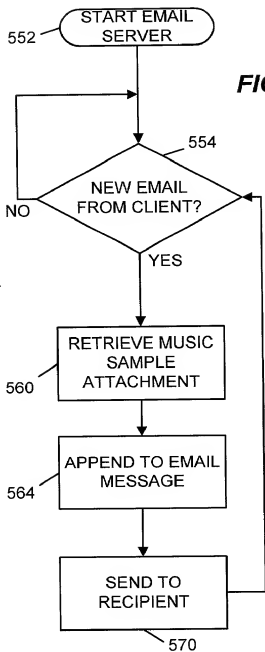 START EMAIL
SERVER
552
FIG
554
NEW EMAIL
FROM CLIENT?
NO
YES
RETRIEVE MUSIC
SAMPLE
ATTACHMENT
560
APPEND TO EMAIL
MESSAGE
564
SEND TO
RECIPIENT
570